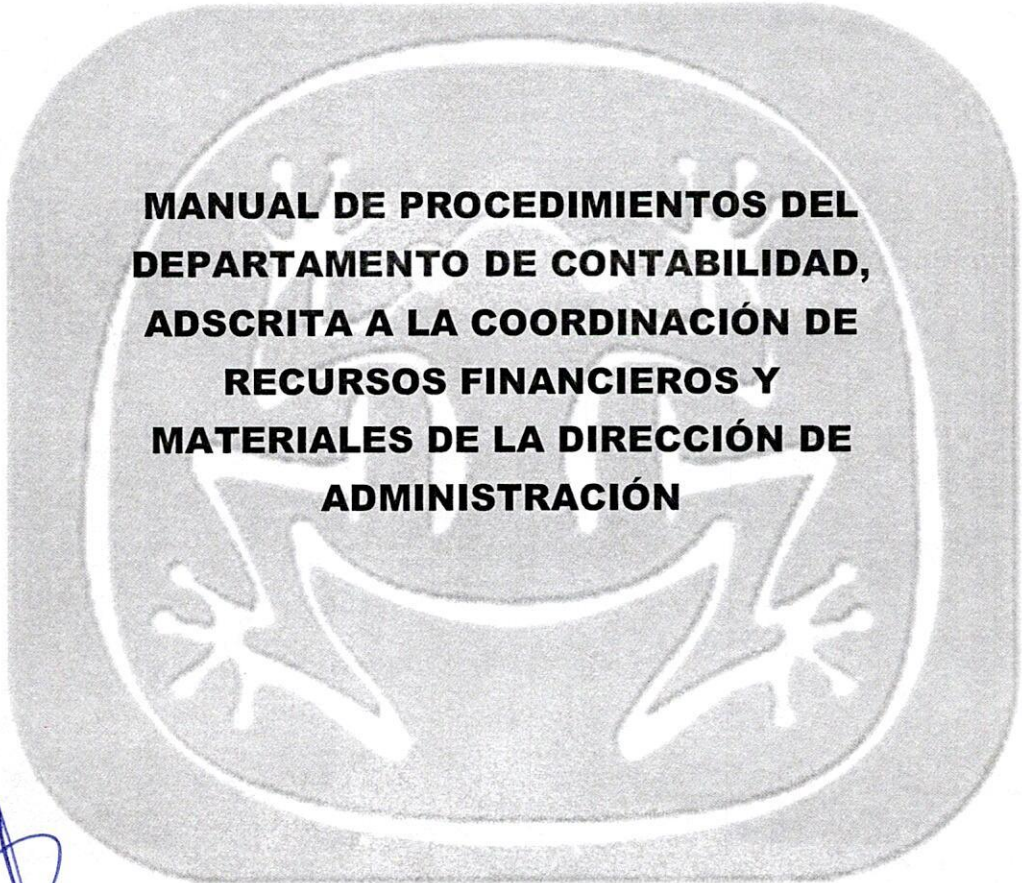 MANUAL DE PROCEDIMIENTOS DEL
DEPARTAMENTO DE CONTABILIDAD,
ADSCRITA A LA COORDINACIÓN DE
RECURSOS FINANCIEROS Y
MATERIALES DE LA DIRECCIÓN DE
ADMINISTRACIÓN